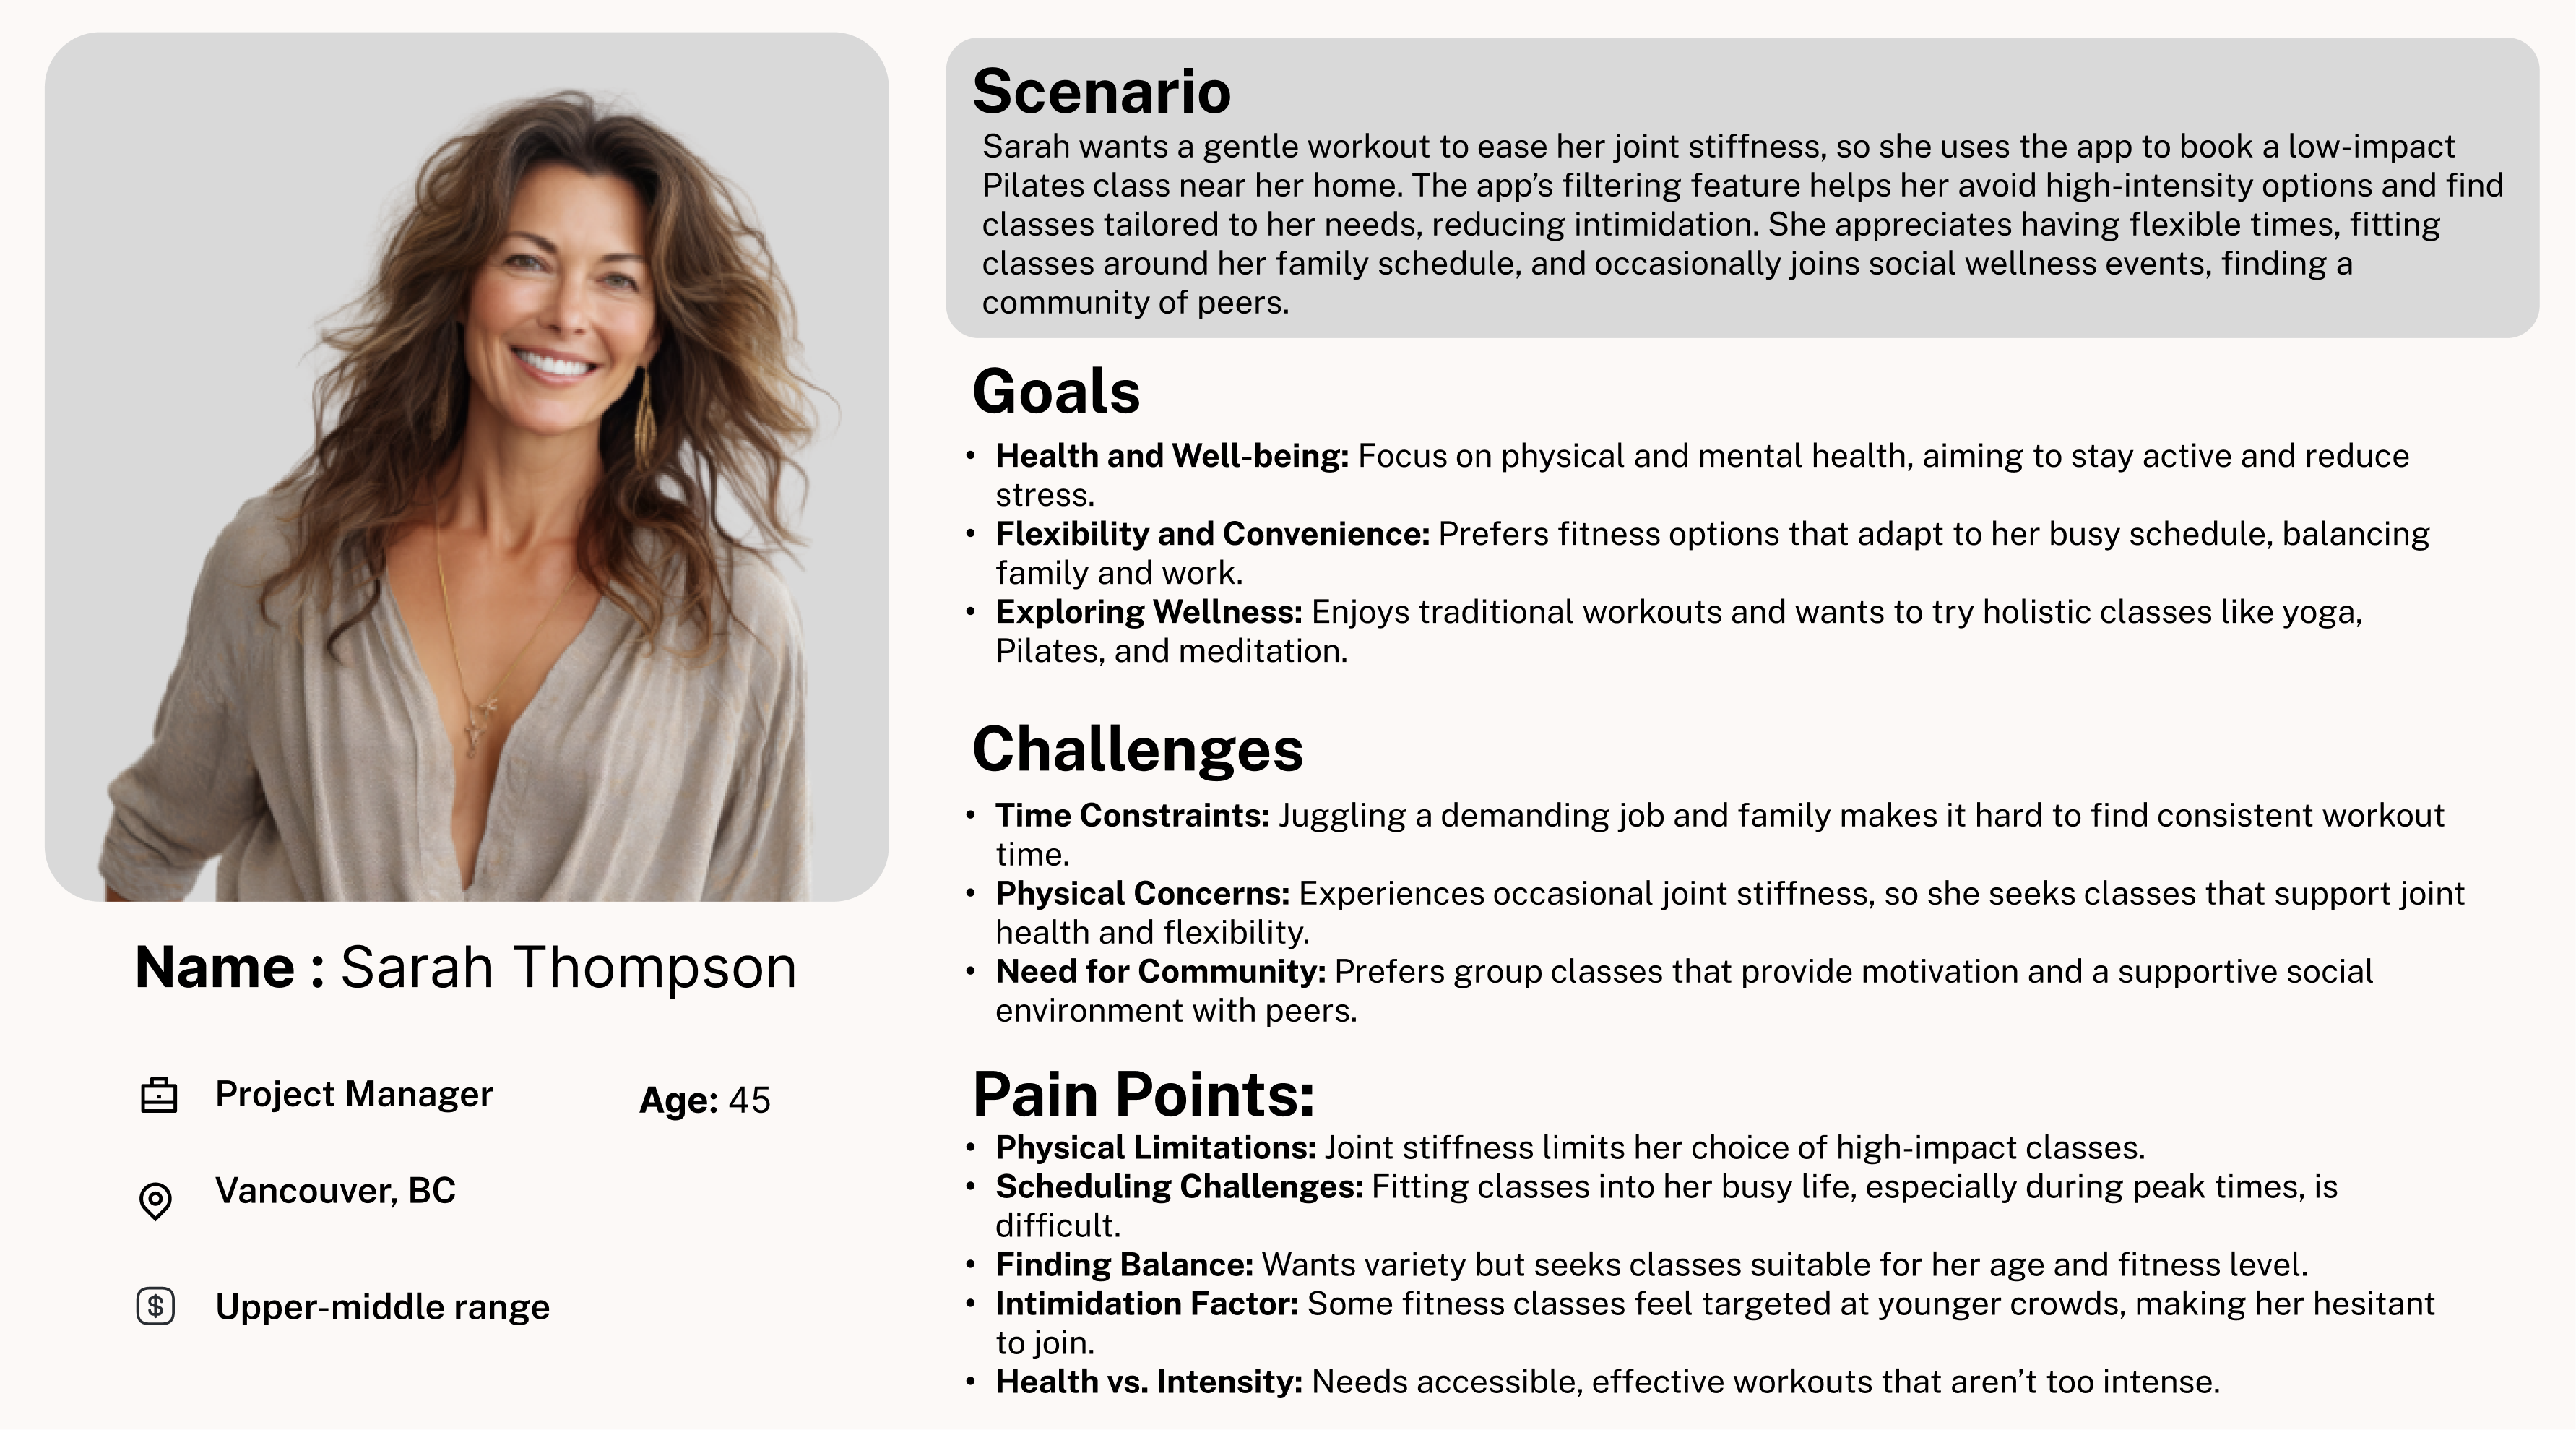 Name : Sarah Thompson
Project Manager
Age: 45
Vancouver, BC
$
Upper-middle range
Scenario
Sarah wants a gentle workout to ease her joint stiffness, so she uses the app to book a low-impact
Pilates class near her home. The app’s filtering feature helps her avoid high-intensity options and find
classes tailored to her needs, reducing intimidation. She appreciates having flexible times, fitting
classes around her family schedule, and occasionally joins social wellness events, finding a
community of peers.
Goals
• Health and Well-being: Focus on physical and mental health, aiming to stay active and reduce
stress.
• Flexibility and Convenience: Prefers fitness options that adapt to her busy schedule, balancing
family and work.
• Exploring Wellness: Enjoys traditional workouts and wants to try holistic classes like yoga,
Pilates, and meditation.
Challenges
• Time Constraints: Juggling a demanding job and family makes it hard to find consistent workout
time.
• Physical Concerns: Experiences occasional joint stiffness, so she seeks classes that support joint
health and flexibility.
• Need for Community: Prefers group classes that provide motivation and a supportive social
environment with peers.
Pain Points:
• Physical Limitations: Joint stiffness limits her choice of high-impact classes.
• Scheduling Challenges: Fitting classes into her busy life, especially during peak times, is
difficult.
• Finding Balance: Wants variety but seeks classes suitable for her age and fitness level.
• Intimidation Factor: Some fitness classes feel targeted at younger crowds, making her hesitant
to join.
• Health vs. Intensity: Needs accessible, effective workouts that aren’t too intense.